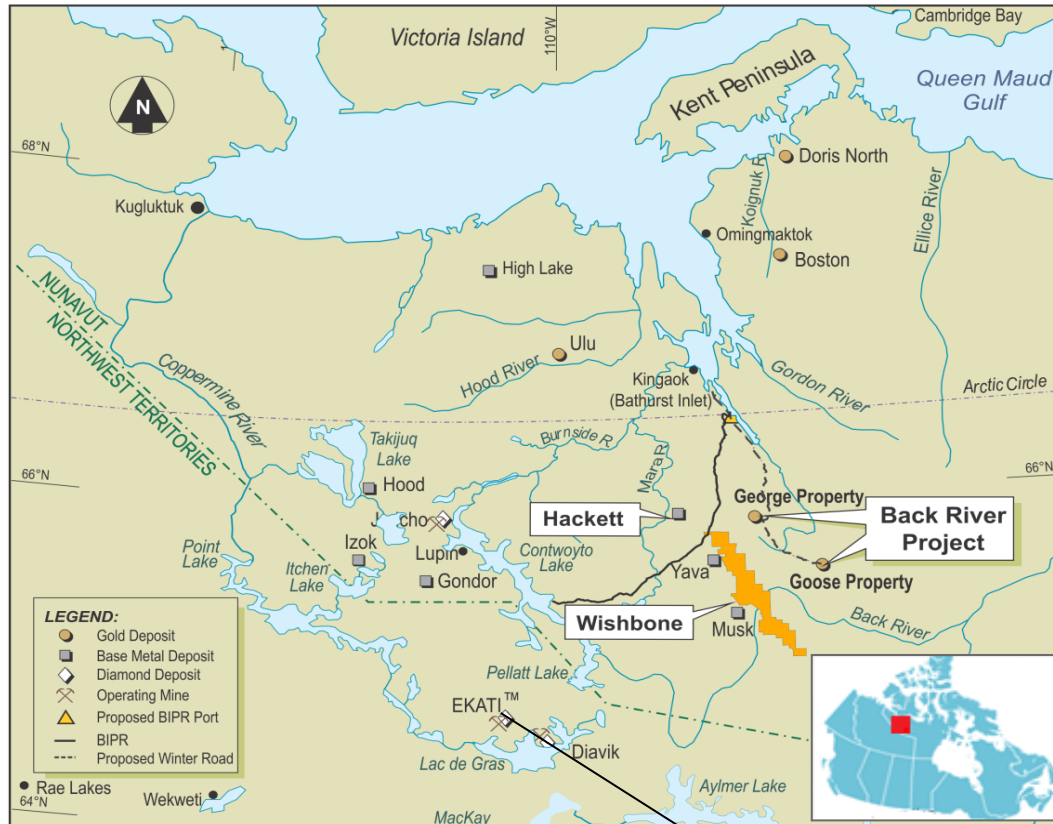 Cambridge Bay
Victoria Island
110°W
Kent Peninsula
Queen Maud
Gulf
N
68°N
Doris North
Koignuk R.
Ellice River
Kugluktuk
Omingmaktok
Boston
High Lake
NUNAVUT
NORTHWEST TERRITORIES
Coppermine River
Ulu
Hood River
Kingaok
(Bathurst Inlet)
Gordon River
Arctic Circle
Takijuq
Lake
Burnside R.
Mara R.
66°N
66°N
Hood
George Property
Hackett
Back River
Project
Lupin
Contwoyto
Lake
Izok
Point
Lake
Itchen
Lake
Gondor
Yava
Goose Property
Wishbone
Musk
Back River
LEGEND:
Gold Deposit
Base Metal Deposit
Diamond Deposit
Operating Mine
Proposed BIPR Port
BIPR
Proposed Winter Road
Pellatt Lake
EKATI™
Diavik
Lac de Gras
Rae Lakes
Wekweti
64°N
Aylmer Lake
MacKay